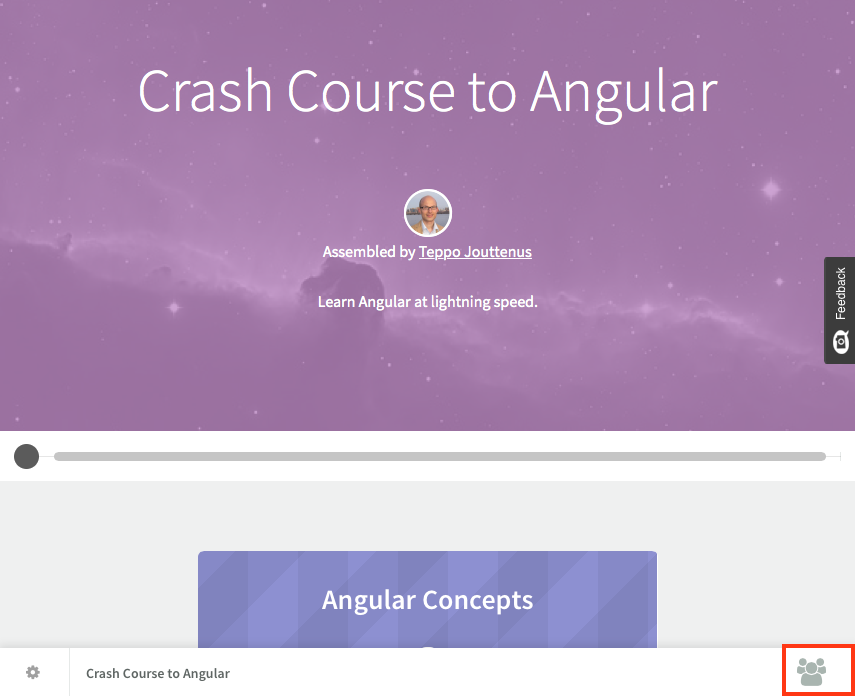 Crash Course to Angular
Assembled by Teppo Jouttenus
Learn Angular at lightning speed.
Feedback
Angular Concepts
Crash Course to Angular